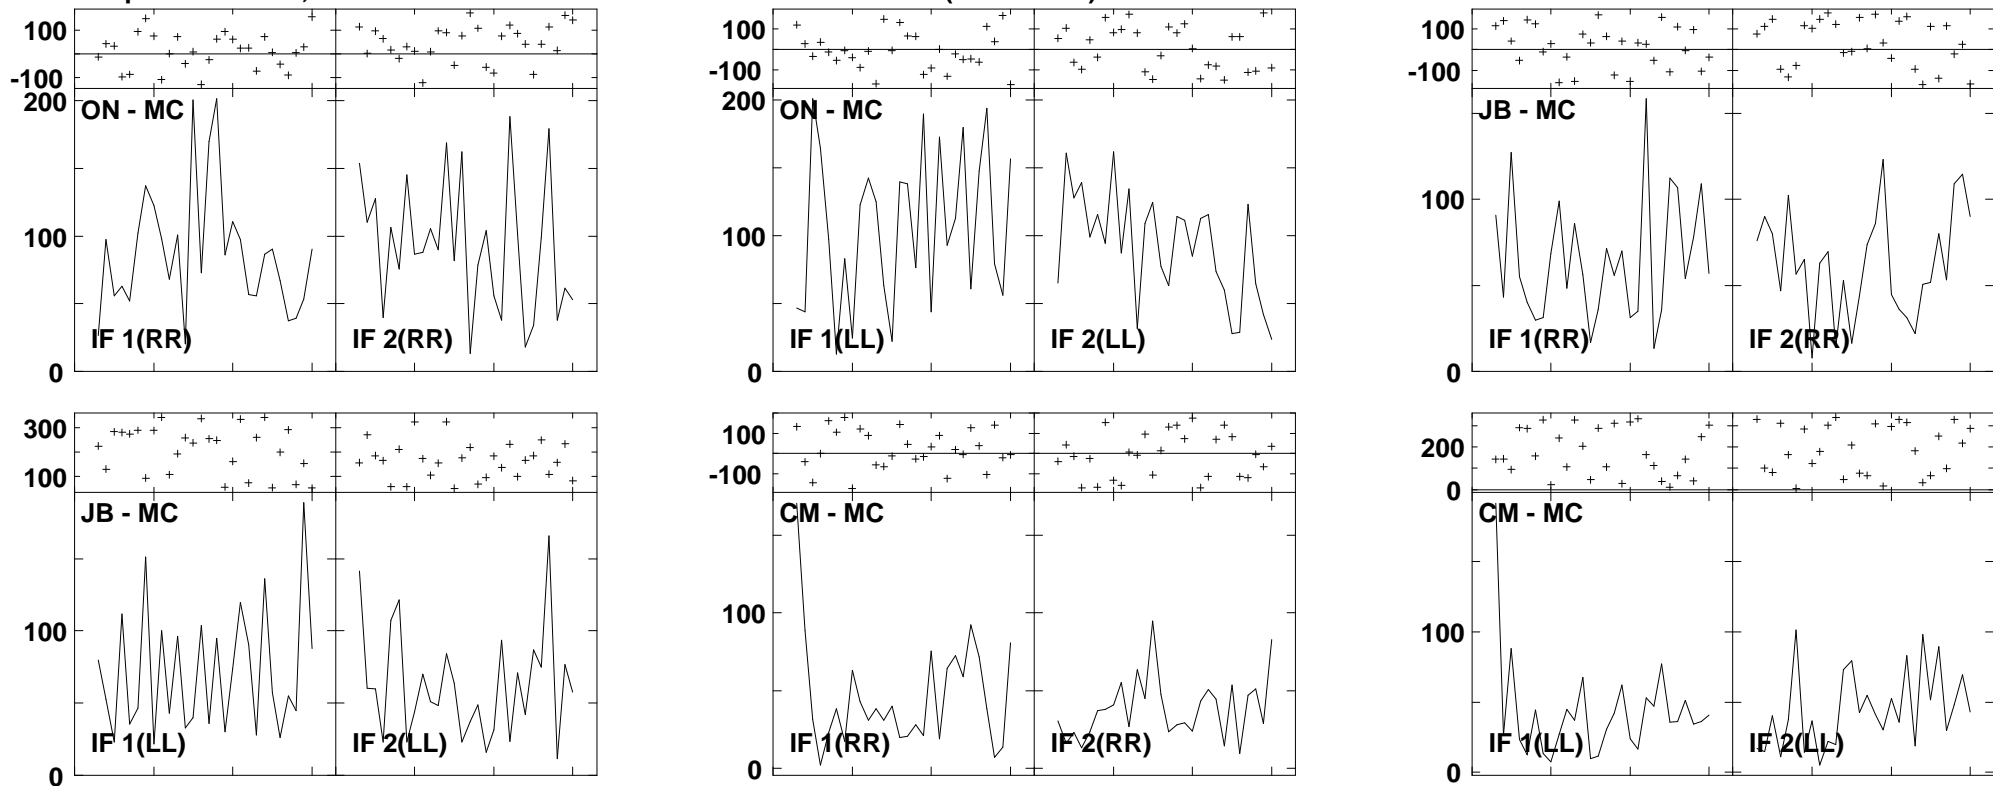 100
-100
200
ON - MC
100
IF 1(RR)
IF 2(RR)
0
100
-100
200
ON - MC
100
IF 1(LL)
IF 2(LL)
0
100
-100
JB - MC
100
IF 1(RR)
IF 2(RR)
0
300
100
JB - MC
100
IF 1(LL)
IF 2(LL)
0
100
-100
CM - MC
100
IF 1(RR)
IF 2(RR)
0
200
0
CM - MC
100
IF 1(LL)
IF 2(LL)
0